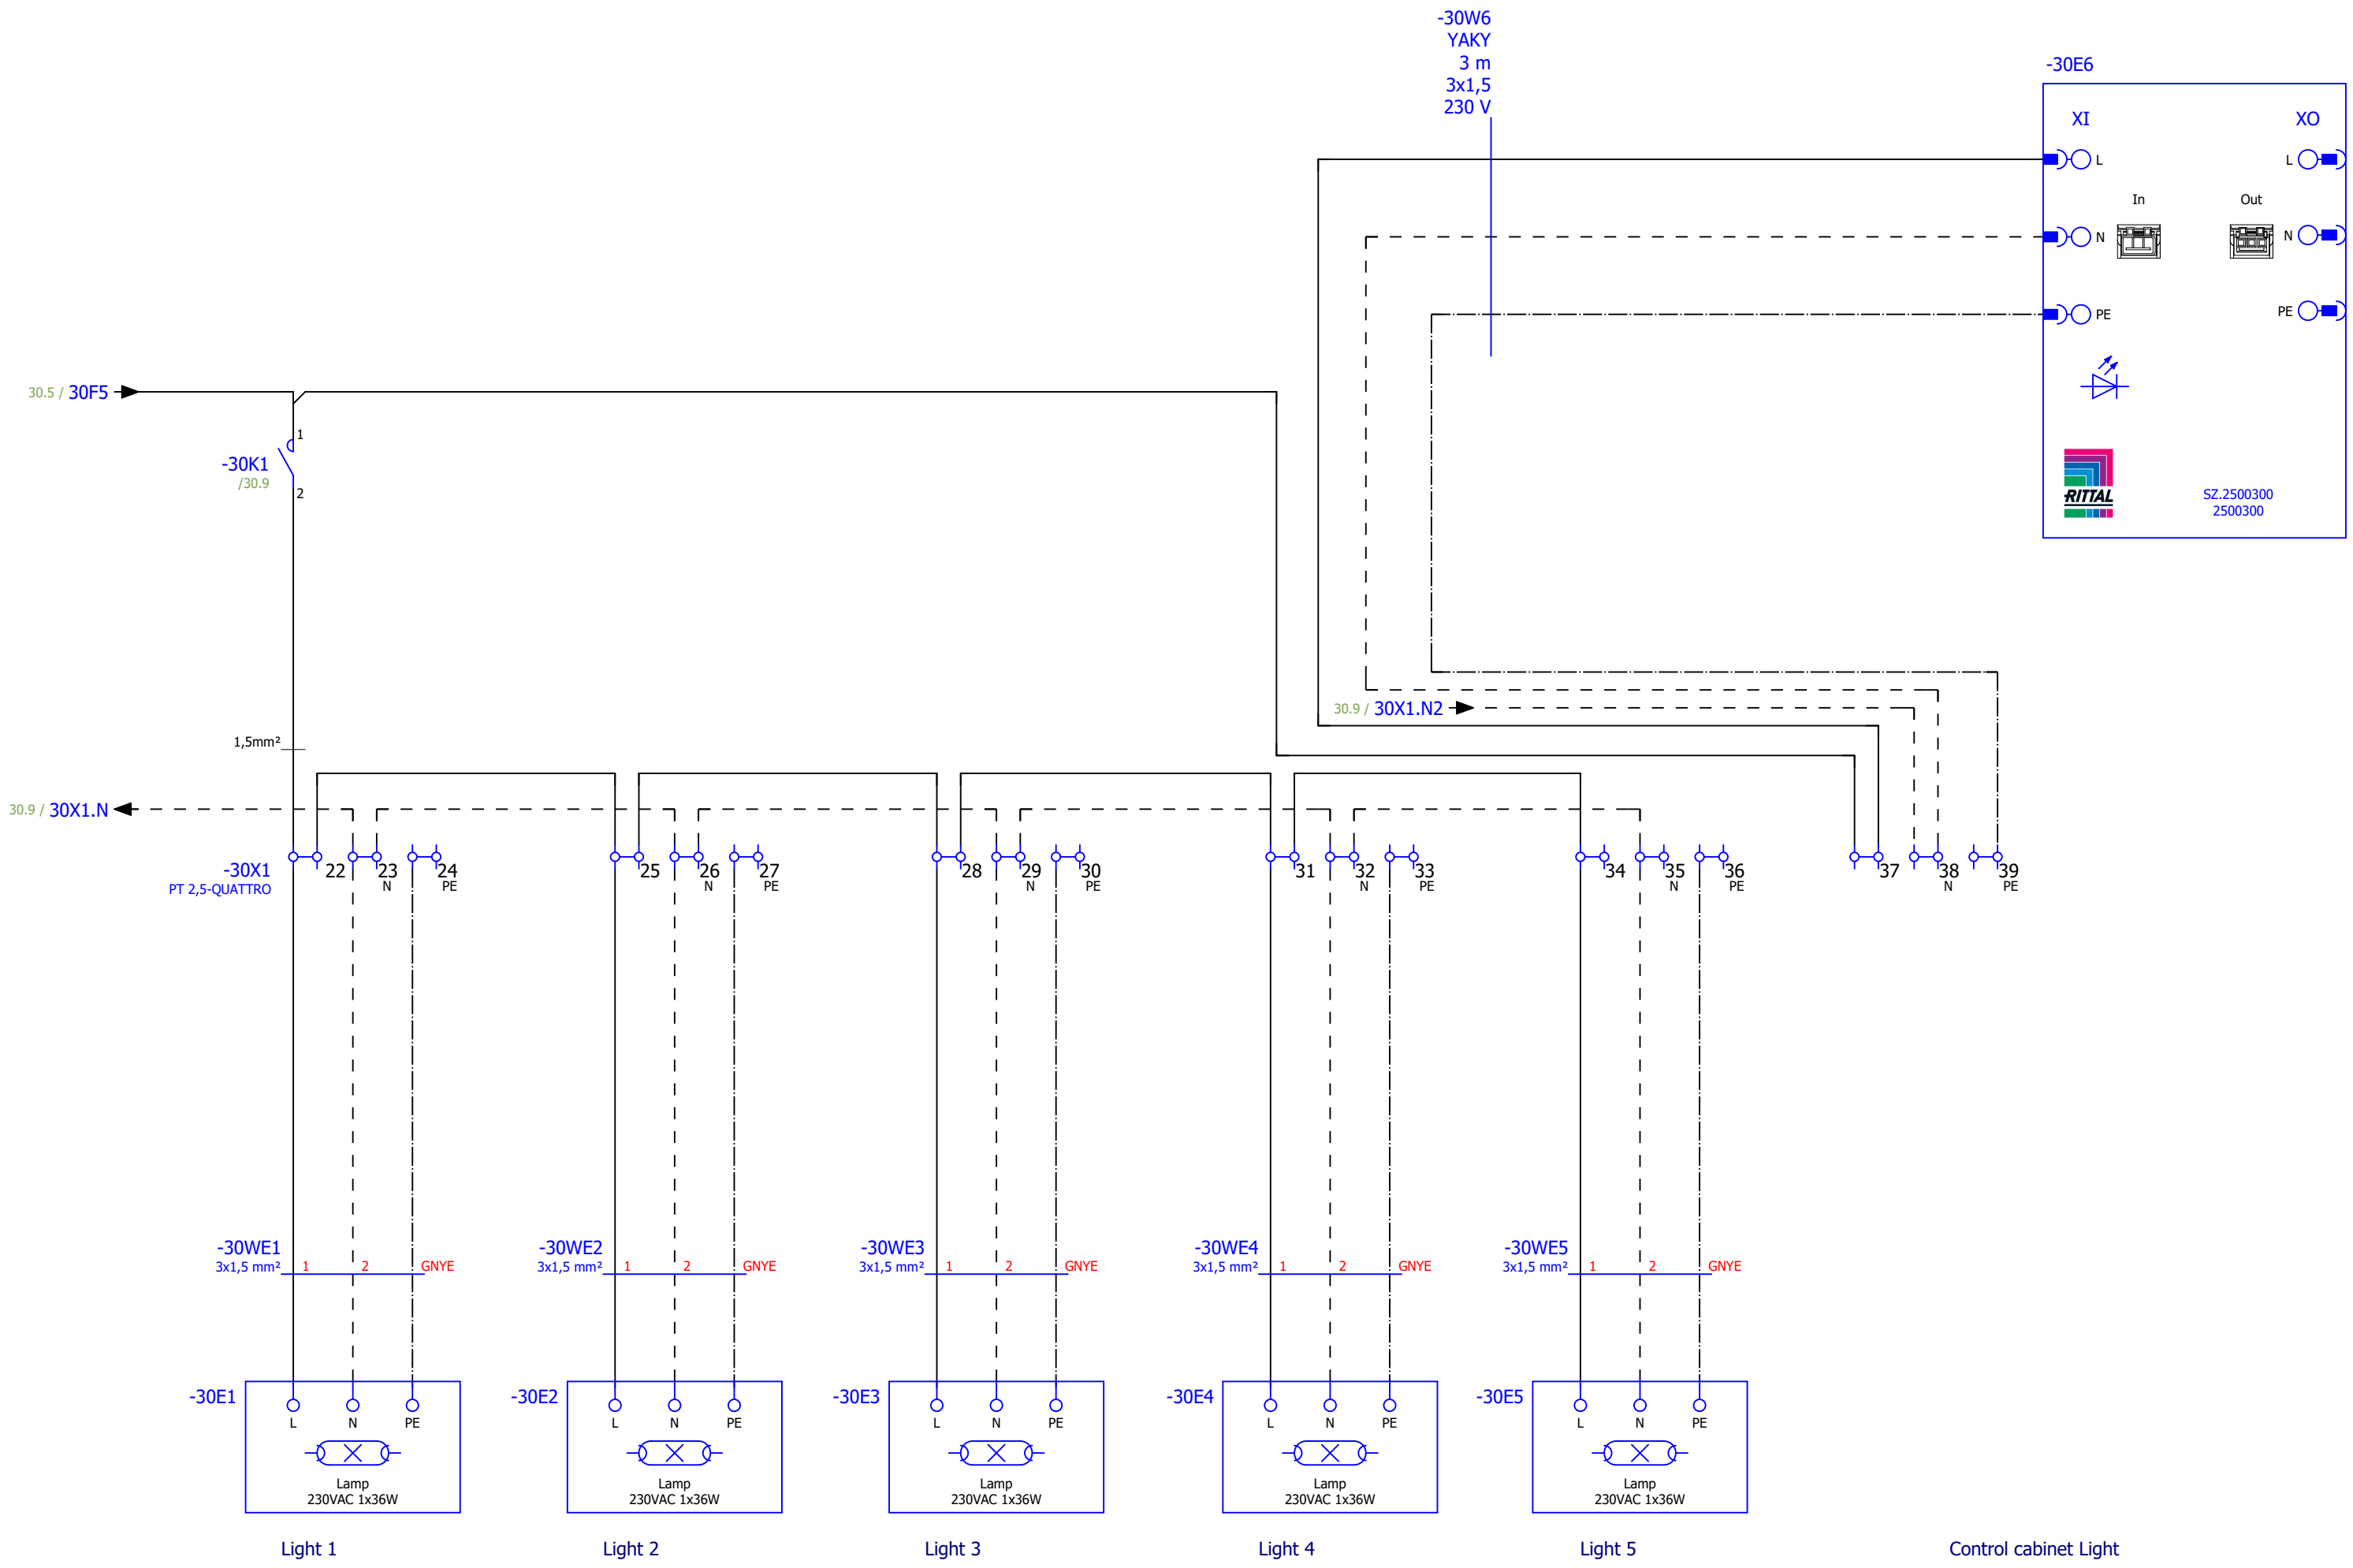 -30W6
YAKY
3 m
3x1,5
230 V
-30E6
XI
XO
L
L
In
Out
N
N
PE
PE
RITTAL
SZ.2500300
2500300
30.5 / 30F5
1
-30K1
/30.9
2
30.9 / 30X1.N2
1,5mm²
30.9 / 30X1.N
-30X1
PT 2,5-QUATTRO
22
23
N
24
PE
25
26
N
27
PE
28
29
N
30
PE
31
32
N
33
PE
34
35
N
36
PE
37
38
N
39
PE
-30WE1
3x1,5 mm²
1
2
GNYE
-30WE2
3x1,5 mm²
1
2
GNYE
-30WE3
3x1,5 mm²
1
2
GNYE
-30WE4
3x1,5 mm²
1
2
GNYE
-30WE5
3x1,5 mm²
1
2
GNYE
-30E1
L
N
PE
Lamp
230VAC 1x36W
-30E2
L
N
PE
Lamp
230VAC 1x36W
-30E3
L
N
PE
Lamp
230VAC 1x36W
-30E4
L
N
PE
Lamp
230VAC 1x36W
-30E5
L
N
PE
Lamp
230VAC 1x36W
Light 1
Light 2
Light 3
Light 4
Light 5
Control cabinet Light